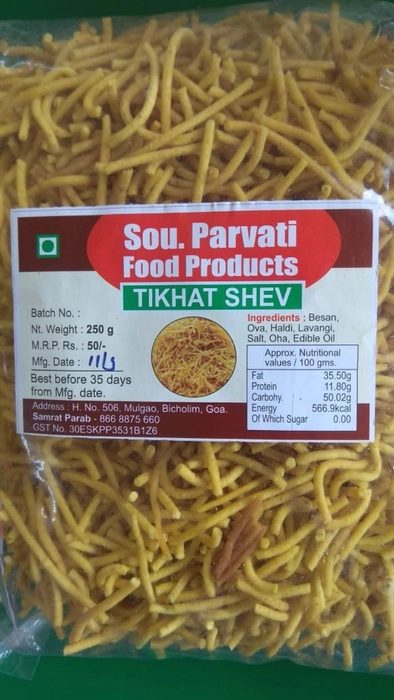 Sou. Parvati
Food Products
TIKHAT SHEV
Batch No. :
Nt. Weight : 250 g
M.R.P. Rs. : 50/-
Mfg. Date :
Best before 35 days
from Mfg. date.
Ingredients : Besan,
Ova, Haldi, Lavangi,
Salt, Oha, Edible Oil
Approx. Nutritional
values / 100 gms.
Fat 35.50g
Protein 11.80g
Carbohy. 50.02g
Energy 566.9kcal
Of Which Sugar 0.00
Address : H. No. 506, Mulgao, Bicholim, Goa.
Samrat Parab - 866 8875 660
GST No. 30ESKPP3531B1Z6